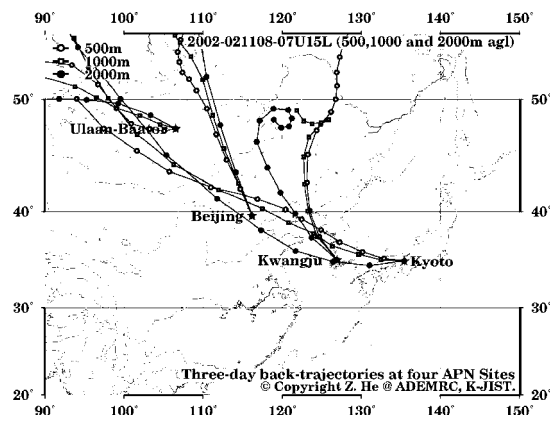 90° 100° 110° 120° 130° 140° 150°
2002-021108-07U15L (500,1000 and 2000m agl)
500m
1000m
2000m
50° 50°
Ulaan-Baator
40° 40°
Beijing
Kwangju
Kyoto
30° 30°
Three-day back-trajectories at four APN Sites
© Copyright Z. He @ ADEMRC, K-JIST.
20° 20°
90° 100° 110° 120° 130° 140° 150°